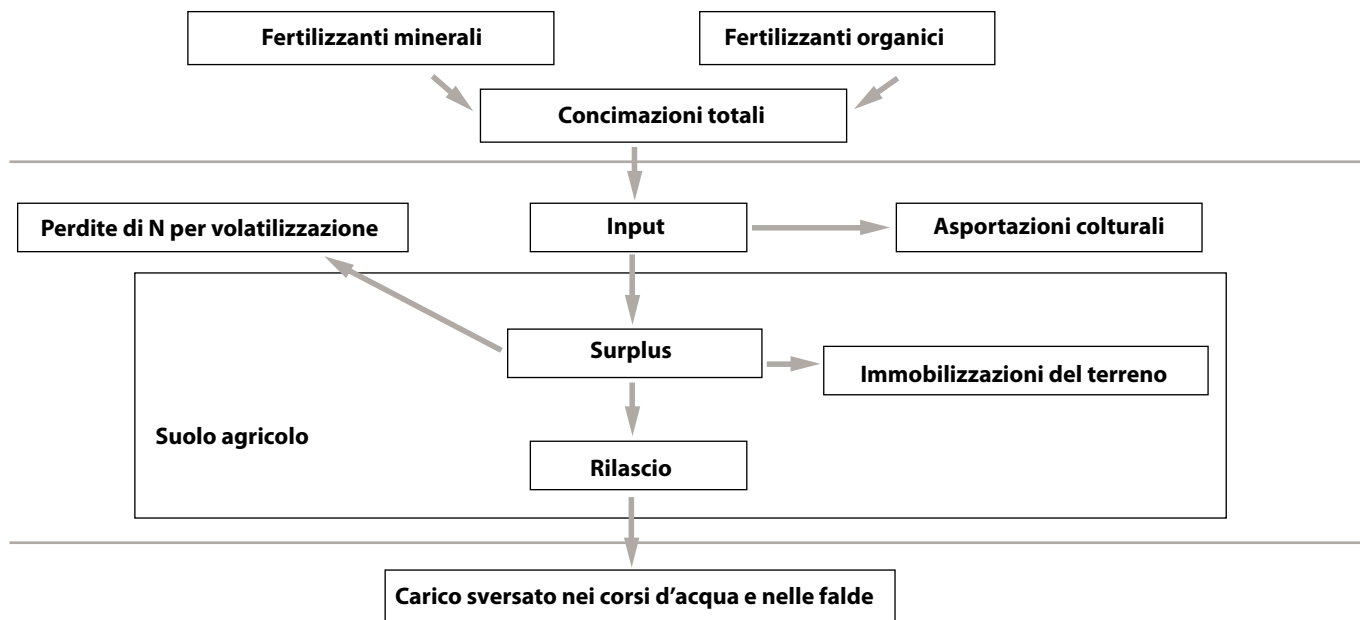 Fertilizzanti minerali
Fertilizzanti organici
Concimazioni totali
Perdite di N per volatilizzazione
Input
Asportazioni colturali
Surplus
Immobilizzazioni del terreno
Suolo agricolo
Rilascio
Carico sversato nei corsi d’acqua e nelle falde